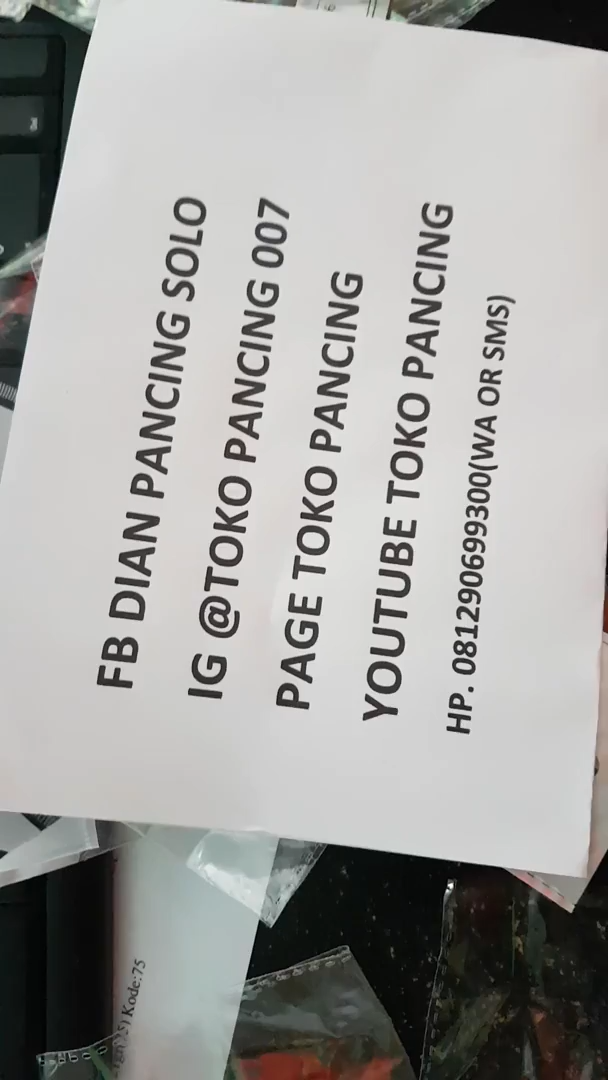 FB DIAN PANCING SOLO
IG @TOKO PANCING 007
PAGE TOKO PANCING
YOUTUBE TOKO PANCING
HP. 081290699300(WA OR SMS)
Kode:75